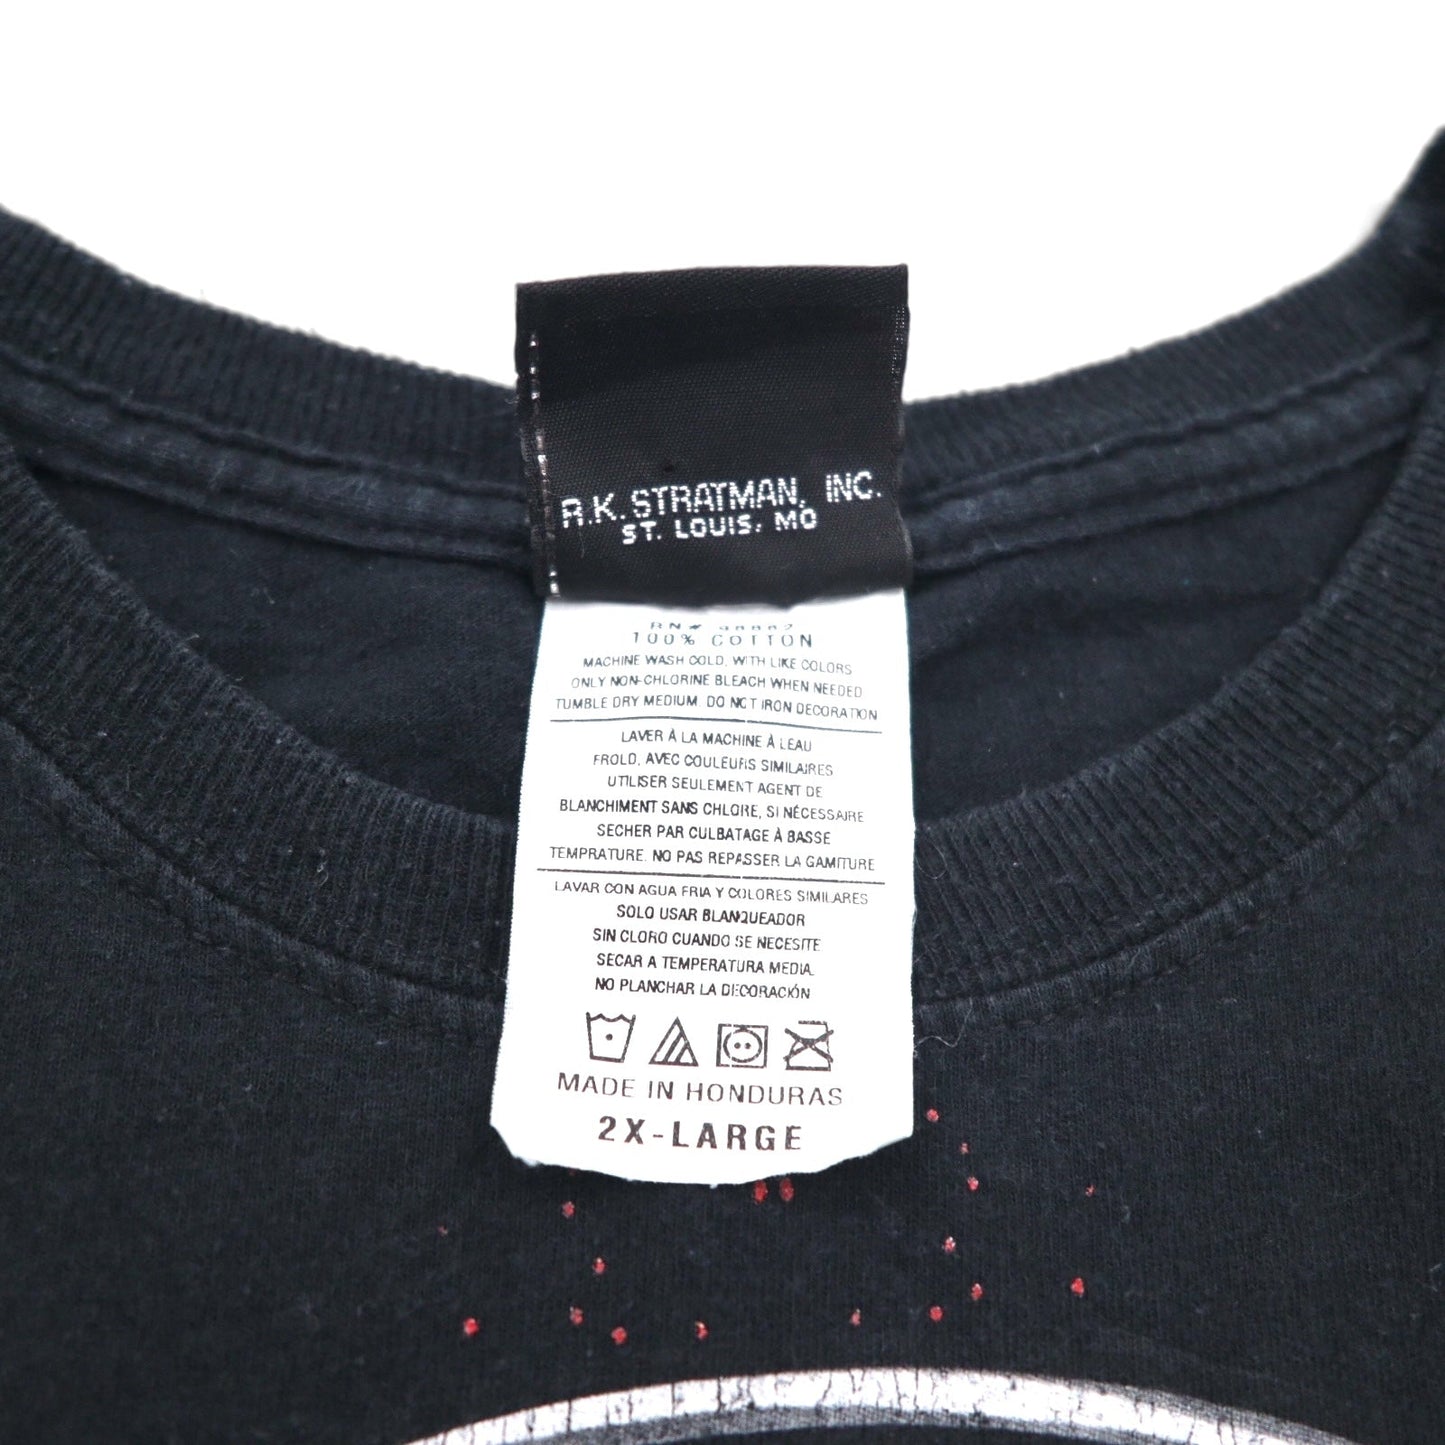 R.K. STRATMAN, INC.
ST. LOUIS, MO
RN#
100% COTTON
MACHINE WASH COLD, WITH LIKE COLORS
ONLY NON-CHLORINE BLEACH WHEN NEEDED
TUMBLE DRY MEDIUM. DO NOT IRON DECORATION
LAVER À LA MACHINE À LEAU
FROLD, AVEC COULEURS SIMILAIRES
UTILISER SEULEMENT AGENT DE
BLANCHIMENT SANS CHLORE, SI NÉCESSAIRE
SECHER PAR CULBATAGE À BASSE
TEMPRATURE. NO PAS REPASSER LA GAMITURE
LAVAR CON AGUA FRIA Y COLORES SIMILARES
SOLO USAR BLANQUEADOR
SIN CLORO CUANDO SE NECESITE
SECAR A TEMPERATURA MEDIA.
NO PLANCHAR LA DECORACIÓN
MADE IN HONDURAS
2X-LARGE